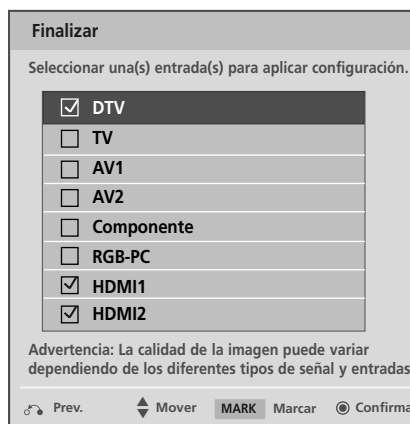 Finalizar
Seleccionar una(s) entrada(s) para aplicar configuración.
DTV
TV
AV1
AV2
Componente
RGB-PC
HDMI1
HDMI2
Advertencia: La calidad de la imagen puede variar
dependiendo de los diferentes tipos de señal y entradas
Prev. Mover MARK Marcar Confirma